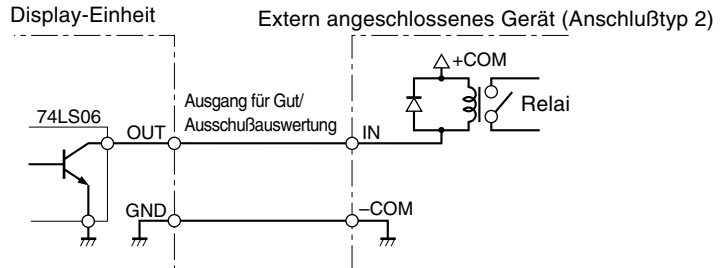 Display-Einheit
Extern angeschlossenes Gerät (Anschlußtyp 2)
+COM
74LS06
Ausgang für Gut/
Ausschußauswertung
Relai
OUT
IN
GND
–COM